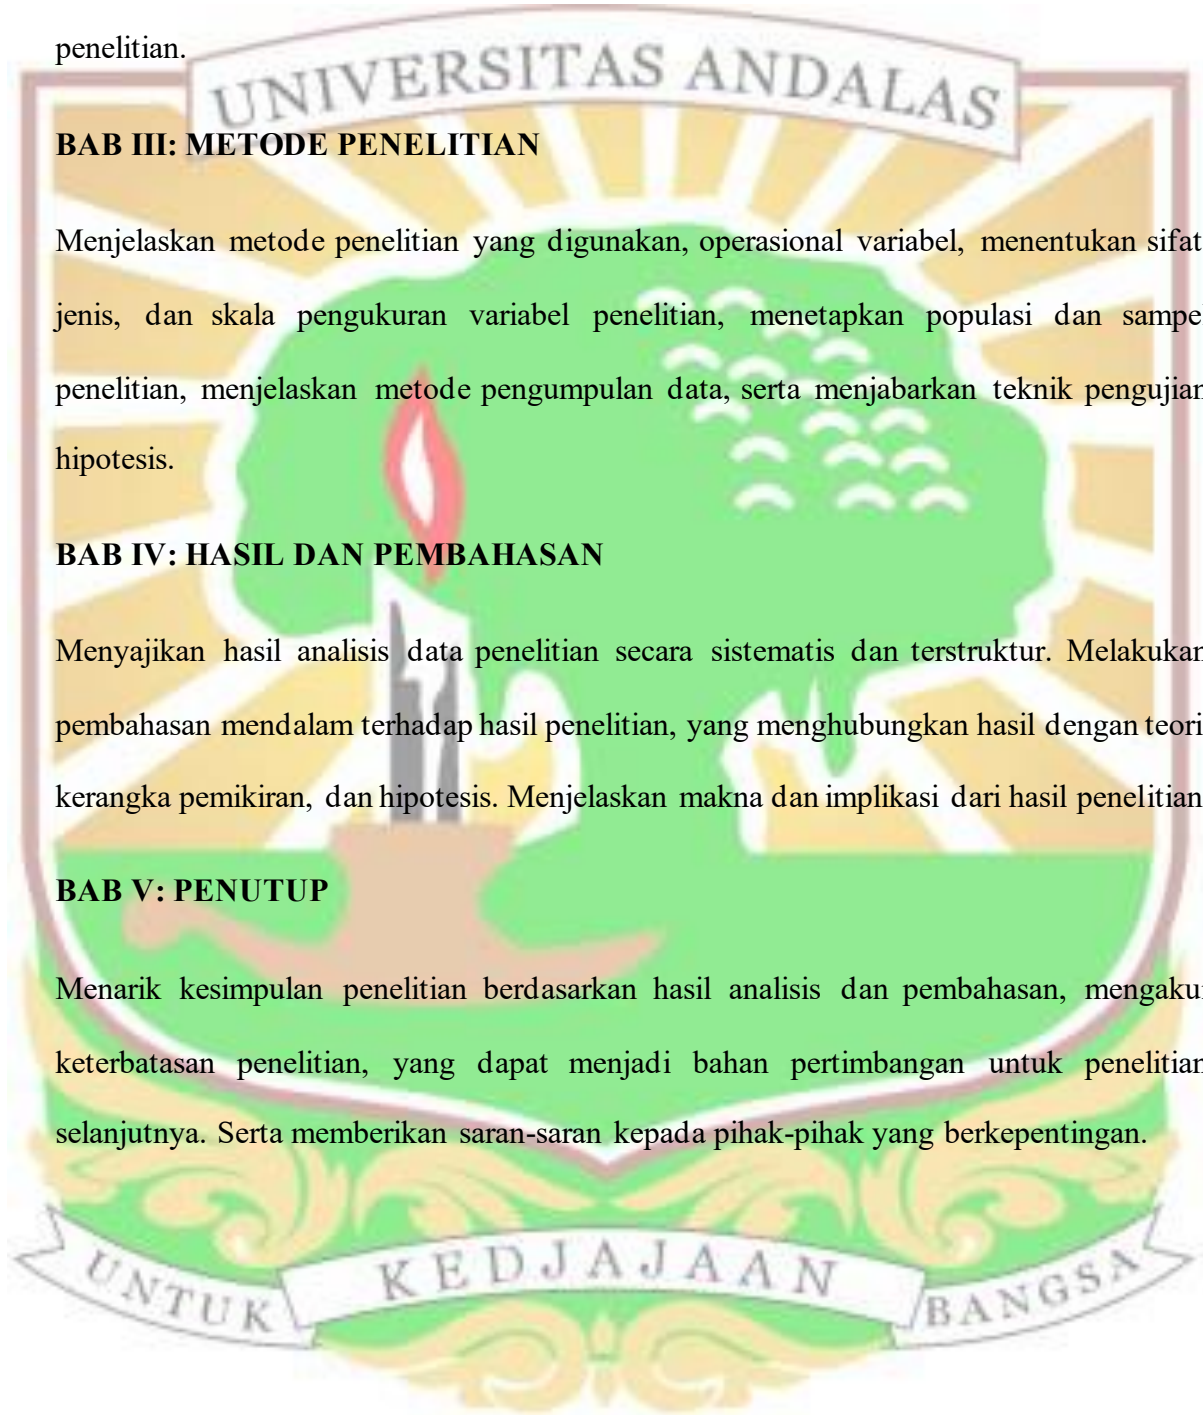 penelitian.
UNIVERSITAS ANDALAS
BAB III: METODE PENELITIAN
Menjelaskan metode penelitian yang digunakan, operasional variabel, menentukan sifat
jenis, dan skala pengukuran variabel penelitian, menetapkan populasi dan sampe
penelitian, menjelaskan metode pengumpulan data, serta menjabarkan teknik pengujian
hipotesis.
BAB IV: HASIL DAN PEMBAHASAN
Menyajikan hasil analisis data penelitian secara sistematis dan terstruktur. Melakukan
pembahasan mendalam terhadap hasil penelitian, yang menghubungkan hasil dengan teori
kerangka pemikiran, dan hipotesis. Menjelaskan makna dan implikasi dari hasil penelitian
BAB V: PENUTUP
Menarik kesimpulan penelitian berdasarkan hasil analisis dan pembahasan, mengakui
keterbatasan penelitian, yang dapat menjadi bahan pertimbangan untuk penelitian
selanjutnya. Serta memberikan saran-saran kepada pihak-pihak yang berkepentingan.
UNTUK KEDJAJAAN BANGSA